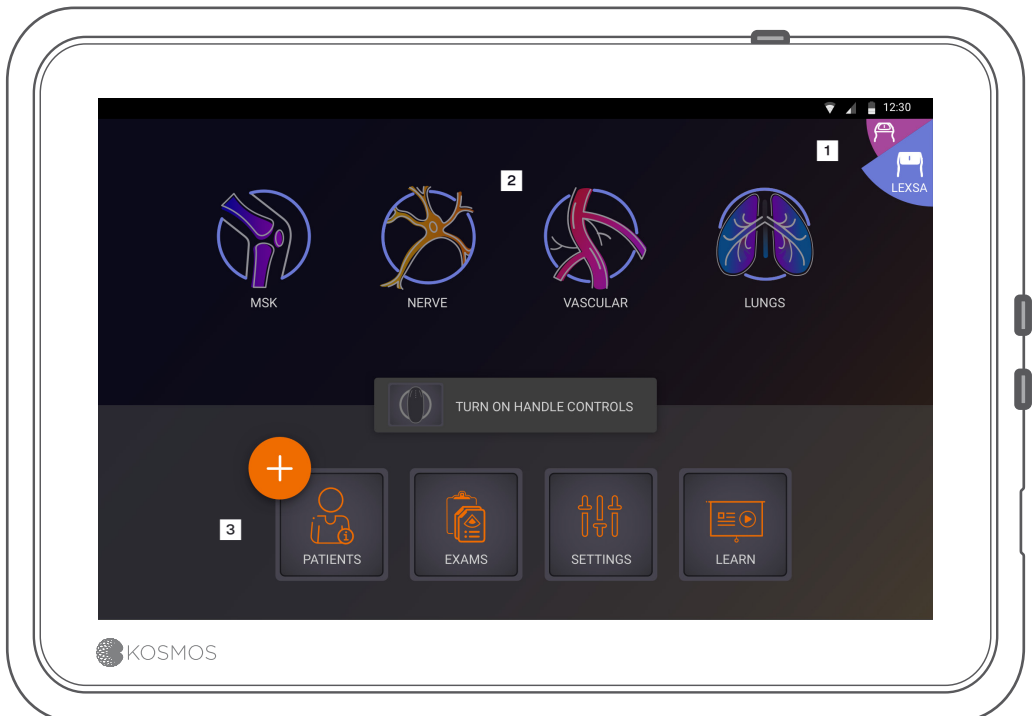 12:30
1
LEXSA
2
MSK
NERVE
VASCULAR
LUNGS
TURN ON HANDLE CONTROLS
3
PATIENTS
EXAMS
SETTINGS
LEARN
KOSMOS